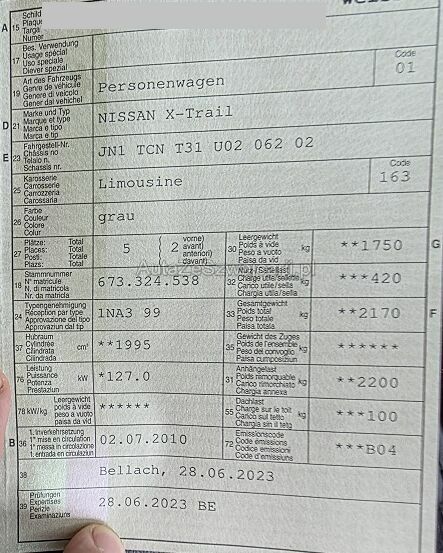 A 15 Schild
Plaque
Targa
Numer
17 Bes. Verwendung
Usage spécial
Uso speciale
Diever spezial
19 Art des Fahrzeugs
Genre de véhicule
Genere di veicolo
Gener dal vehichel
Personenwagen
Code
01
D 21 Marke und Typ
Marque et type
Marca e tipo
Marca e tip
NISSAN X-Trail
E 23 Fahrgestell-Nr.
Châssis no
Telaio n.
Schassis nr.
JN1 TCN T31 U02 062 02
25 Karosserie
Carrosserie
Carrozzeria
Carossaria
Limousine
Code
163
26 Farbe
Couleur
Colore
Colur
grau
27 Plätze: Total
Places: Total
Posti: Totale
Plazs: Total
5 ( 2 vorne)
avant)
anteriori)
davant)
30 Leergewicht
Poids à vide
Peso a vuoto
Paisa da vid
kg **1750 G
18 Stammnummer
N° matricule
N. di matricola
Nr. da matricla
673.324.538
32 Nutz-/Sattellast
Charge utile/sellette
Carico utile/sella
Chargia utila/sella
kg ***420
24 Typengenehmigung
Réception par type
Approvazione del tipo
Approvaziun dal tip
1NA3 99
33 Gesamtgewicht
Poids total
Peso totale
Paisa totala
kg **2170 F
37 Hubraum
Cylindrée
Cilindrata
Cilindrada
cm³ **1995
35 Gewicht des Zuges
Poids de l'ensemble
Peso del convoglio
Paisa cumposiziun
kg ******
76 Leistung
Puissance
Potenza
Prestaziun
kW *127.0
31 Anhängelast
Poids remorquable
Carico rimorchiato
Chargia annexa
kg **2200
78 kW/kg Leergewicht
poids à vide
peso a vuoto
paisa da vid
******
55 Dachlast
Charge sur le toit
Carico sul tetto
Chargia sin il tetg
kg ***100
B 36 1. Inverkehrsetzung
1re mise en circulation
1a messa in circolazione
1. entrada en circulaziun
02.07.2010
72 Emissionscode
Code émissions
Codice emissioni
Code d'emissiuns
***B04
38
Bellach, 28.06.2023
39 Prüfungen
Expertises
Perizie
Examinaziuns
28.06.2023 BE